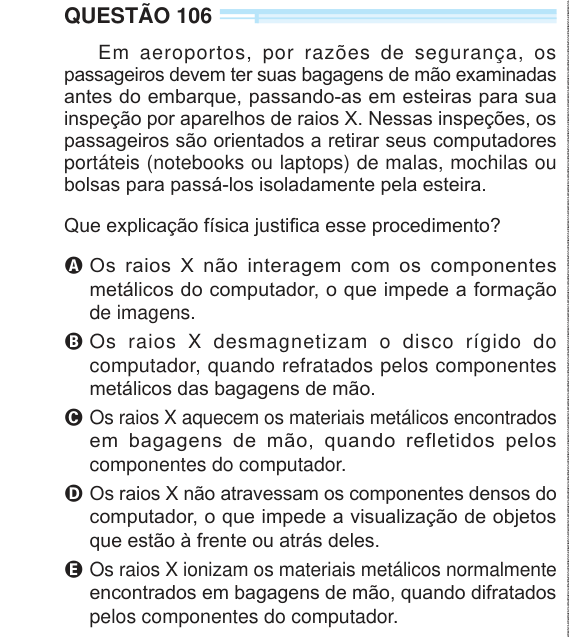 QUESTÃO 106
Em aeroportos, por razões de segurança, os
passageiros devem ter suas bagagens de mão examinadas
antes do embarque, passando-as em esteiras para sua
inspeção por aparelhos de raios X. Nessas inspeções, os
passageiros são orientados a retirar seus computadores
portáteis (notebooks ou laptops) de malas, mochilas ou
bolsas para passá-los isoladamente pela esteira.
Que explicação física justifica esse procedimento?
A Os raios X não interagem com os componentes
metálicos do computador, o que impede a formação
de imagens.
B Os raios X desmagnetizam o disco rígido do
computador, quando refratados pelos componentes
metálicos das bagagens de mão.
C Os raios X aquecem os materiais metálicos encontrados
em bagagens de mão, quando refletidos pelos
componentes do computador.
D Os raios X não atravessam os componentes densos do
computador, o que impede a visualização de objetos
que estão à frente ou atrás deles.
E Os raios X ionizam os materiais metálicos normalmente
encontrados em bagagens de mão, quando difratados
pelos componentes do computador.